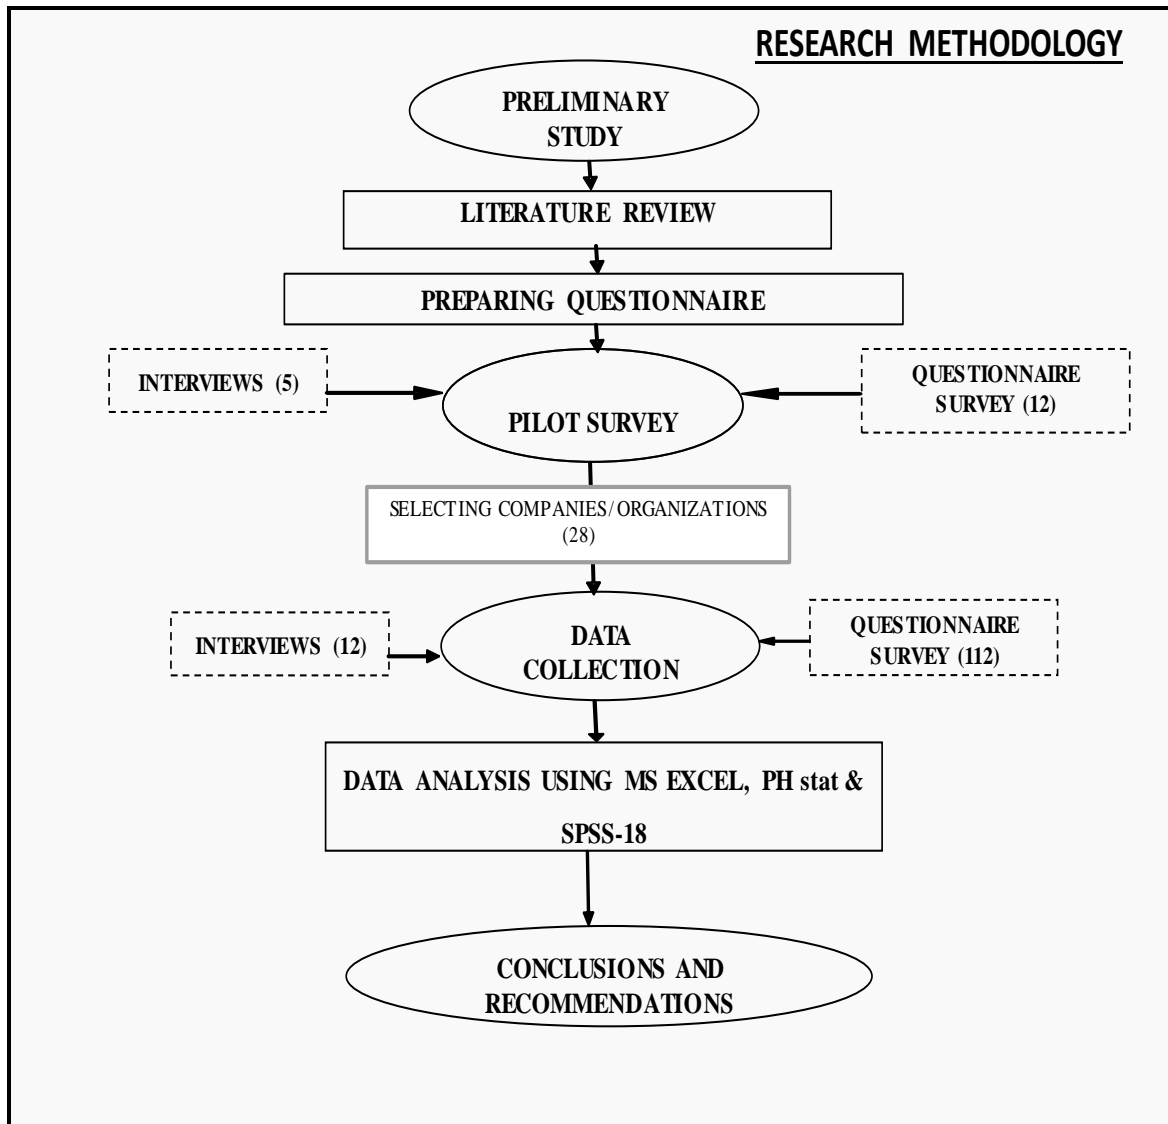 RESEARCH METHODOLOGY
PRELIMINARY
STUDY
LITERATURE REVIEW
PREPARING QUESTIONNAIRE
INTERVIEWS (5)
QUESTIONNAIRE
SURVEY (12)
PILOT SURVEY
SELECTING COMPANIES/ORGANIZATIONS
(28)
INTERVIEWS (12)
DATA
COLLECTION
QUESTIONNAIRE
SURVEY (112)
DATA ANALYSIS USING MS EXCEL, PH stat &
SPSS-18
CONCLUSIONS AND
RECOMMENDATIONS